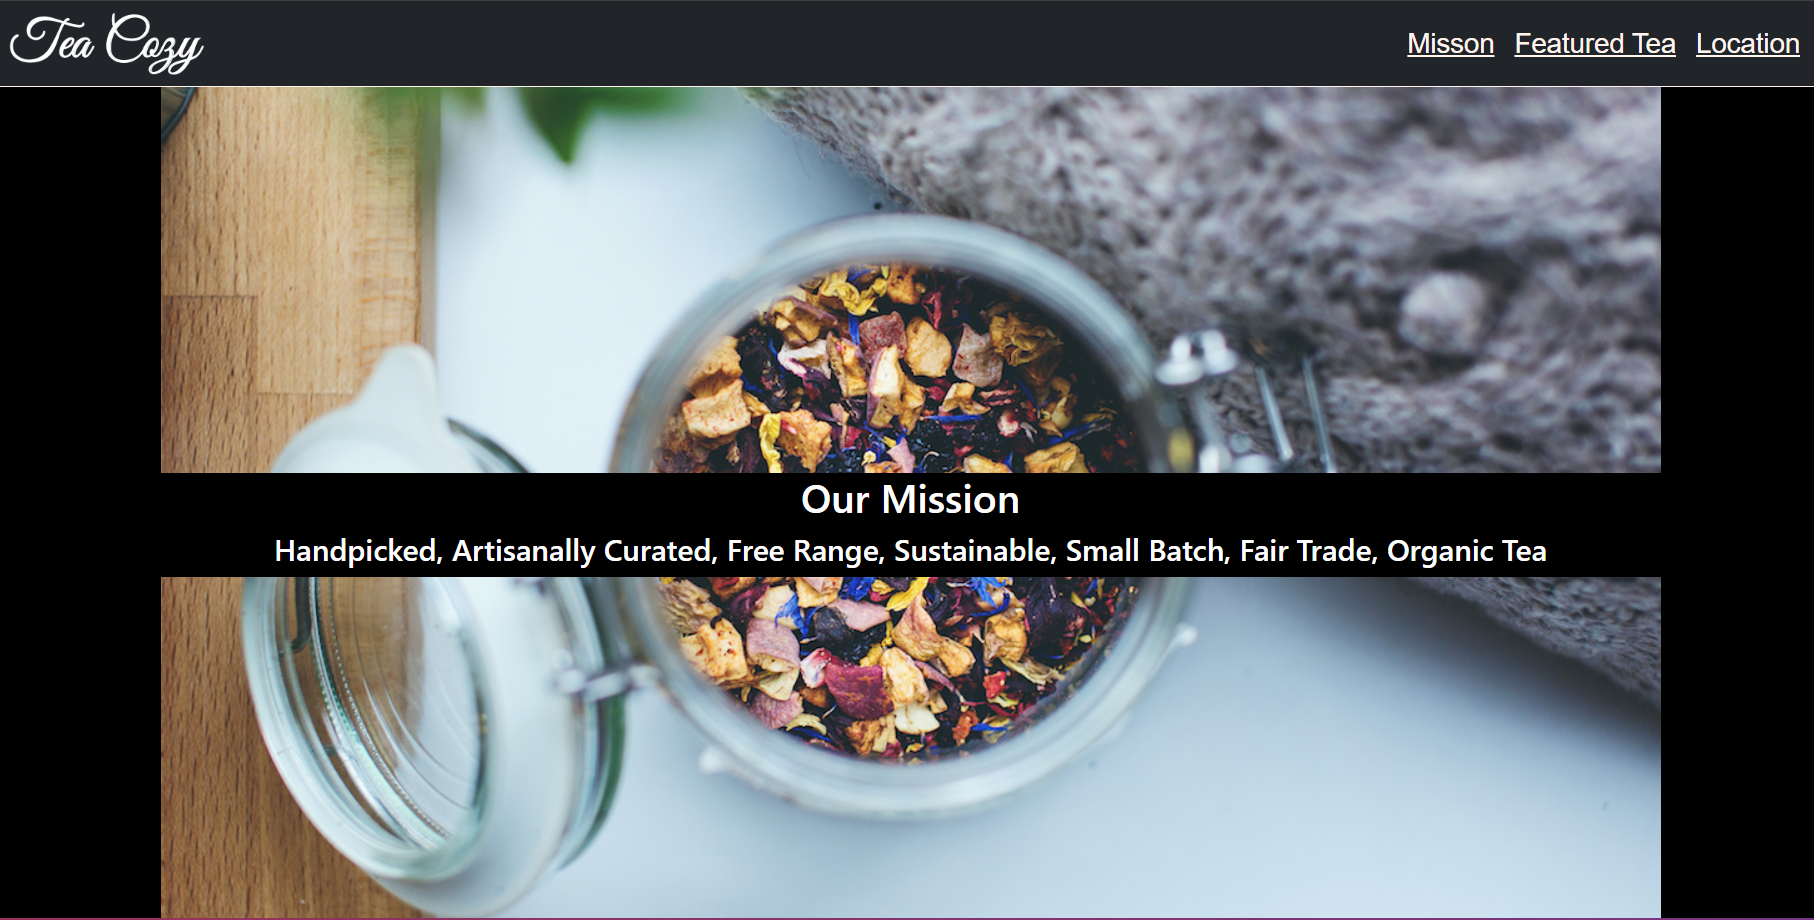 Tea Cozy
Misson Featured Tea Location
Our Mission
Handpicked, Artisanally Curated, Free Range, Sustainable, Small Batch, Fair Trade, Organic Tea